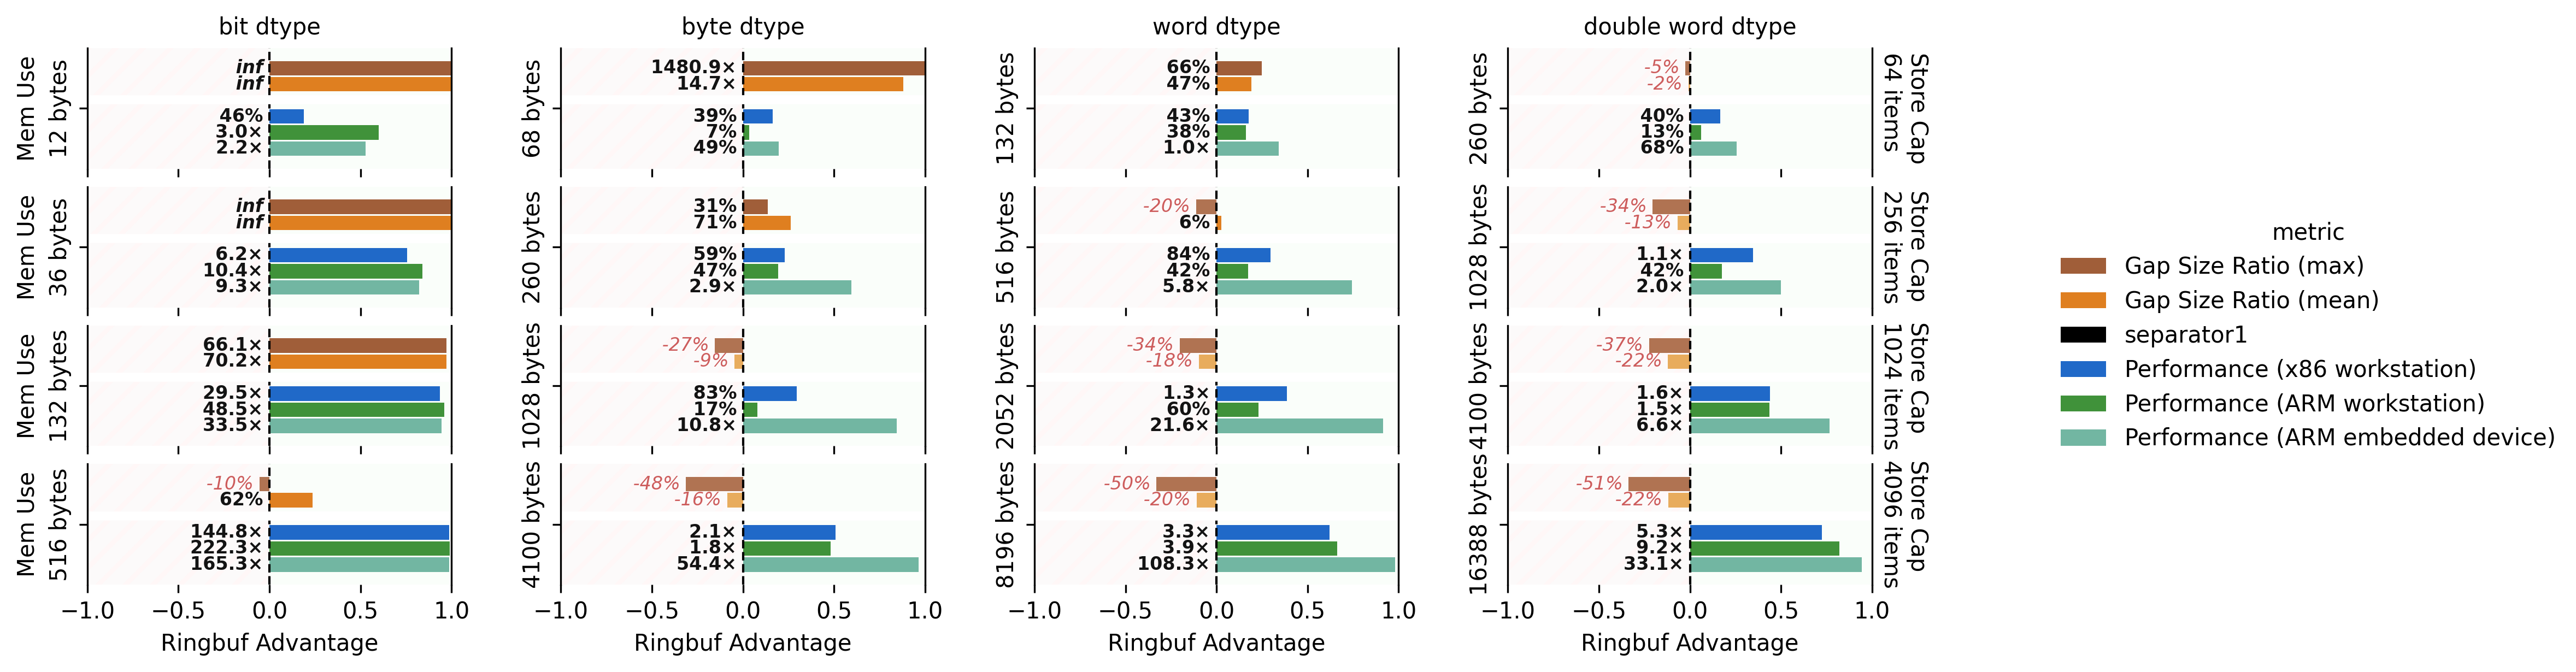 bit dtype
byte dtype
word dtype
double word dtype
Mem Use
12 bytes
inf
inf
46%
3.0×
2.2×
68 bytes
1480.9×
14.7×
39%
7%
49%
132 bytes
66%
47%
43%
38%
1.0×
260 bytes
-5%
-2%
40%
13%
68%
Store Cap
64 items
Mem Use
36 bytes
inf
inf
6.2×
10.4×
9.3×
260 bytes
31%
71%
59%
47%
2.9×
516 bytes
-20%
6%
84%
42%
5.8×
1028 bytes
-34%
-13%
1.1×
42%
2.0×
Store Cap
256 items
Mem Use
132 bytes
66.1×
70.2×
29.5×
48.5×
33.5×
1028 bytes
-27%
-9%
83%
17%
10.8×
2052 bytes
-34%
-18%
1.3×
60%
21.6×
4100 bytes
-37%
-22%
1.6×
1.5×
6.6×
Store Cap
1024 items
Mem Use
516 bytes
-10%
62%
144.8×
222.3×
165.3×
4100 bytes
-48%
-16%
2.1×
1.8×
54.4×
8196 bytes
-50%
-20%
3.3×
3.9×
108.3×
16388 bytes
-51%
-22%
5.3×
9.2×
33.1×
Store Cap
4096 items
−1.0 −0.5 0.0 0.5 1.0
−1.0 −0.5 0.0 0.5 1.0
−1.0 −0.5 0.0 0.5 1.0
−1.0 −0.5 0.0 0.5 1.0
Ringbuf Advantage
Ringbuf Advantage
Ringbuf Advantage
Ringbuf Advantage
metric
Gap Size Ratio (max)
Gap Size Ratio (mean)
separator1
Performance (x86 workstation)
Performance (ARM workstation)
Performance (ARM embedded device)